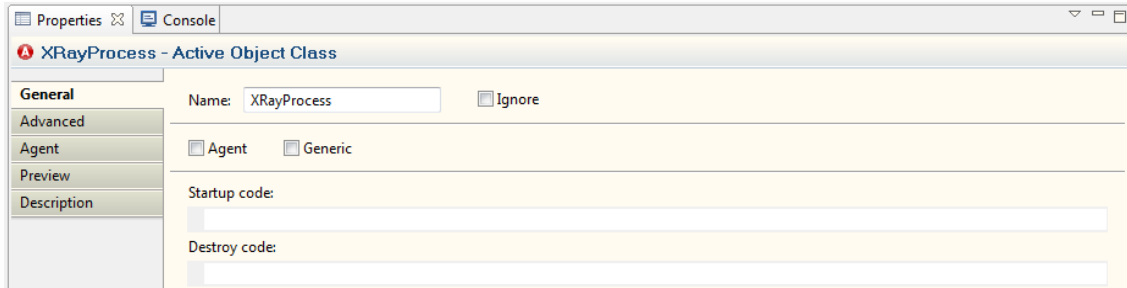 Properties Console
XRayProcess - Active Object Class
General
Advanced
Agent
Preview
Description
Name: XRayProcess Ignore
Agent Generic
Startup code:
Destroy code: